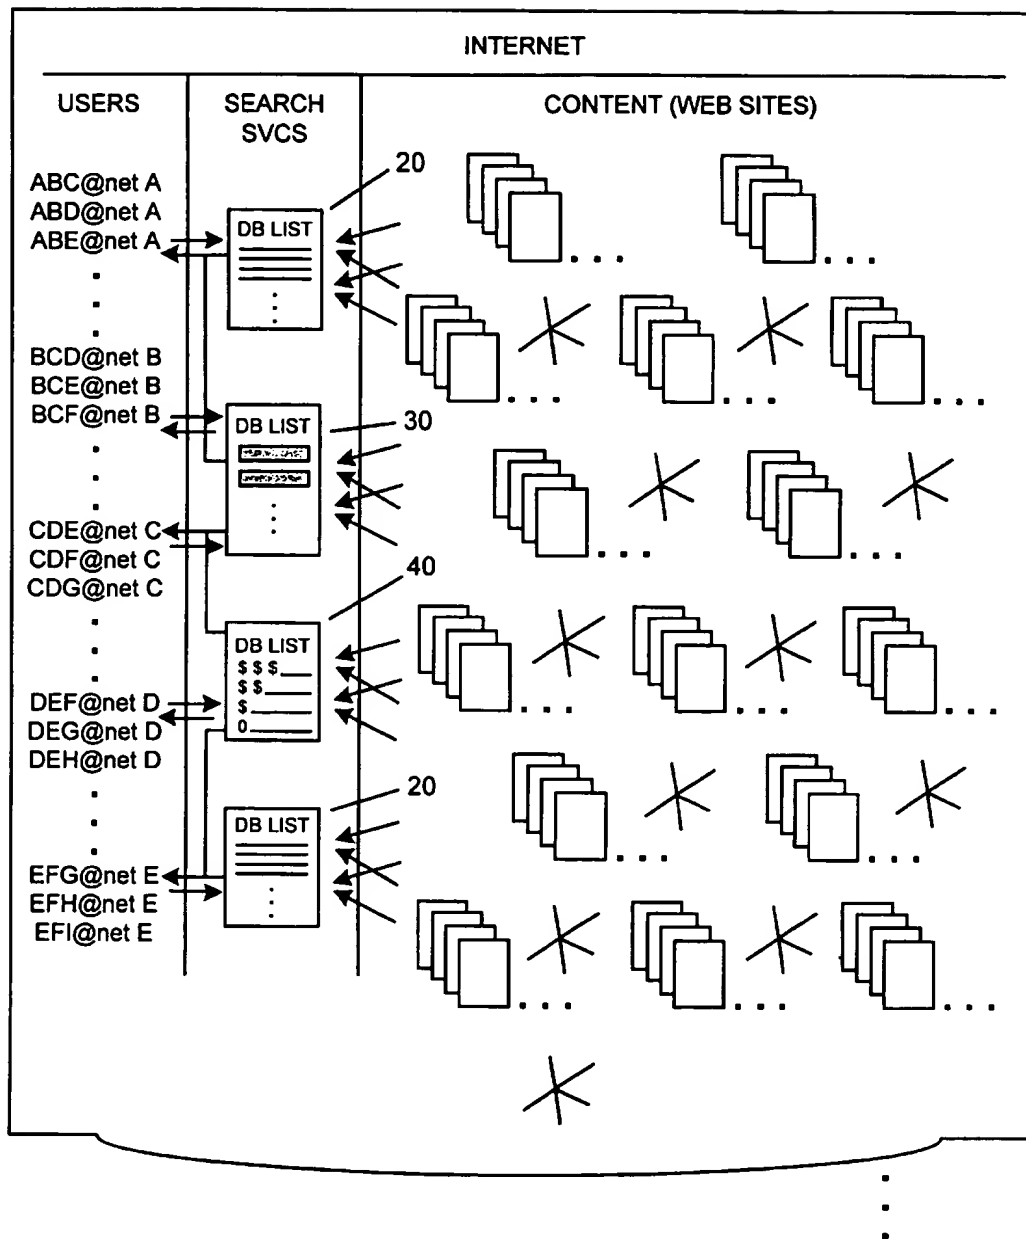 INTERNET
USERS
SEARCH
SVCS
CONTENT (WEB SITES)
ABC@net A
ABD@net A
ABE@net A
BCD@net B
BCE@net B
BCF@net B
CDE@net C
CDF@net C
CDG@net C
DEF@net D
DEG@net D
DEH@net D
EFG@net E
EFH@net E
EFI@net E
20
DB LIST
30
DB LIST
40
DB LIST
$ $ $
$ $
$
0
20
DB LIST